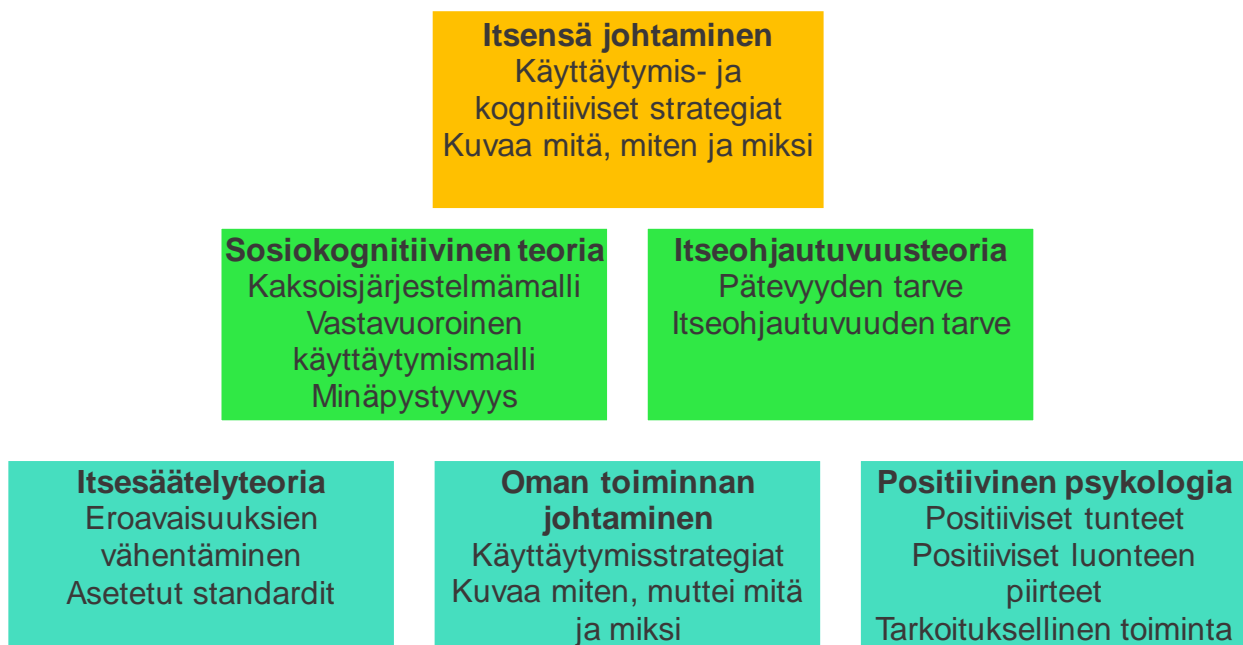 Itsensä johtaminen
Käyttäytymis- ja
kognitiiviset strategiat
Kuvaa mitä, miten ja miksi
Sosiokognitiivinen teoria
Kaksoisjärjestelmämalli
Vastavuoroinen
käyttäytymismalli
Minäpystyvyys
Itseohjautuvuusteoria
Pätevyyden tarve
Itseohjautuvuuden tarve
Itsesäätelyteoria
Eroavaisuuksien
vähentäminen
Asetetut standardit
Oman toiminnan
johtaminen
Käyttäytymisstrategiat
Kuvaa miten, muttei mitä
ja miksi
Positiivinen psykologia
Positiiviset tunteet
Positiiviset luonteen
piirteet
Tarkoituksellinen toiminta